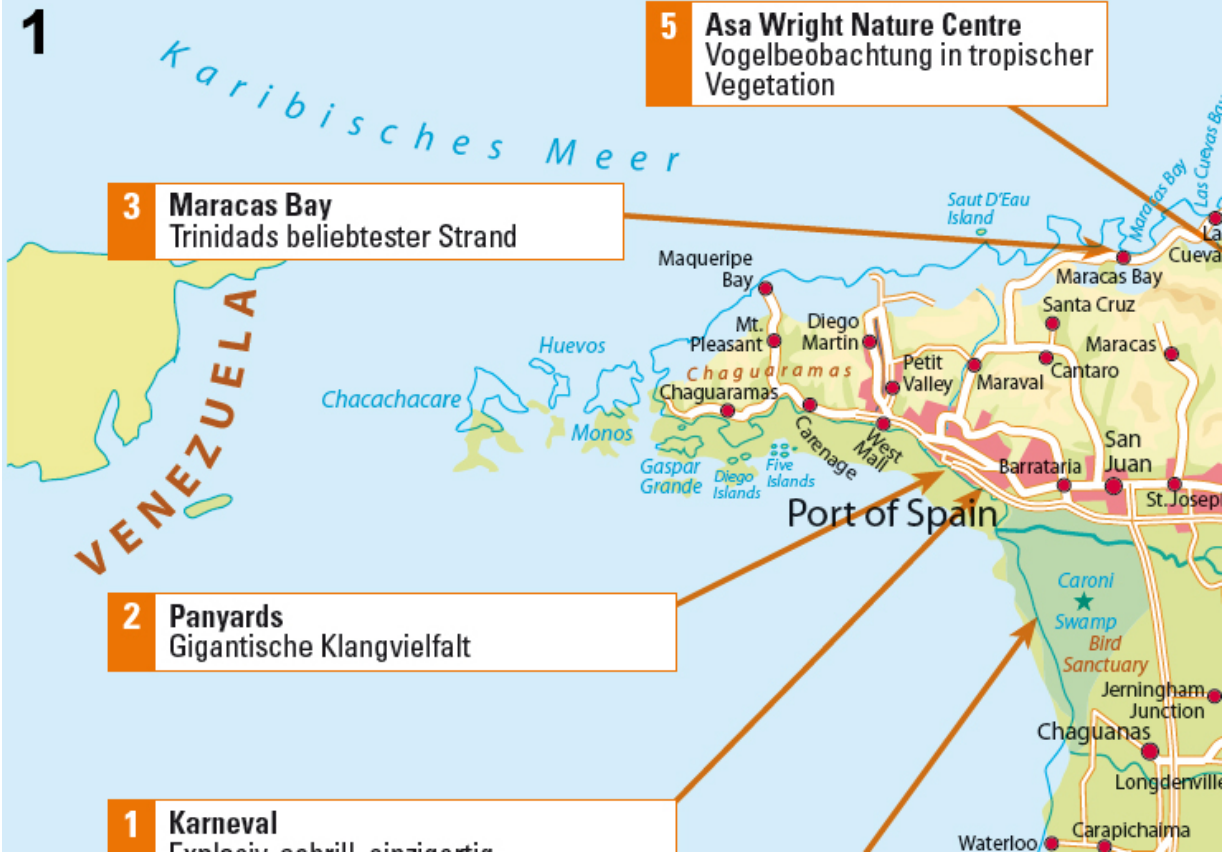 1
5 Asa Wright Nature Centre
Vogelbeobachtung in tropischer
Vegetation
Karibisches Meer
3 Maracas Bay
Trinidads beliebtester Strand
Saut D'Eau
Island
Maracas Bay
Las Cuevas Bay
Maqueripe
Bay
Maracas Bay
Santa Cruz
Mt.
Pleasant
Diego
Martin
Maracas
Huevos
Petit
Valley
Maraval
Cantaro
Chaguaramas
Chaguaramas
Chacachacare
Monos
Carenage
West
Mall
San
Juan
Barrataria
Gaspar
Grande
Diego
Islands
Five
Islands
St. Joseph
Port of Spain
VENEZUELA
Caroni
Swamp
Bird
Sanctuary
2 Panyards
Gigantische Klangvielfalt
Jerningham
Junction
Chaguanas
Longdenville
1 Karneval
Explosiv, schrill, einzigartig
Waterloo
Carapichaima